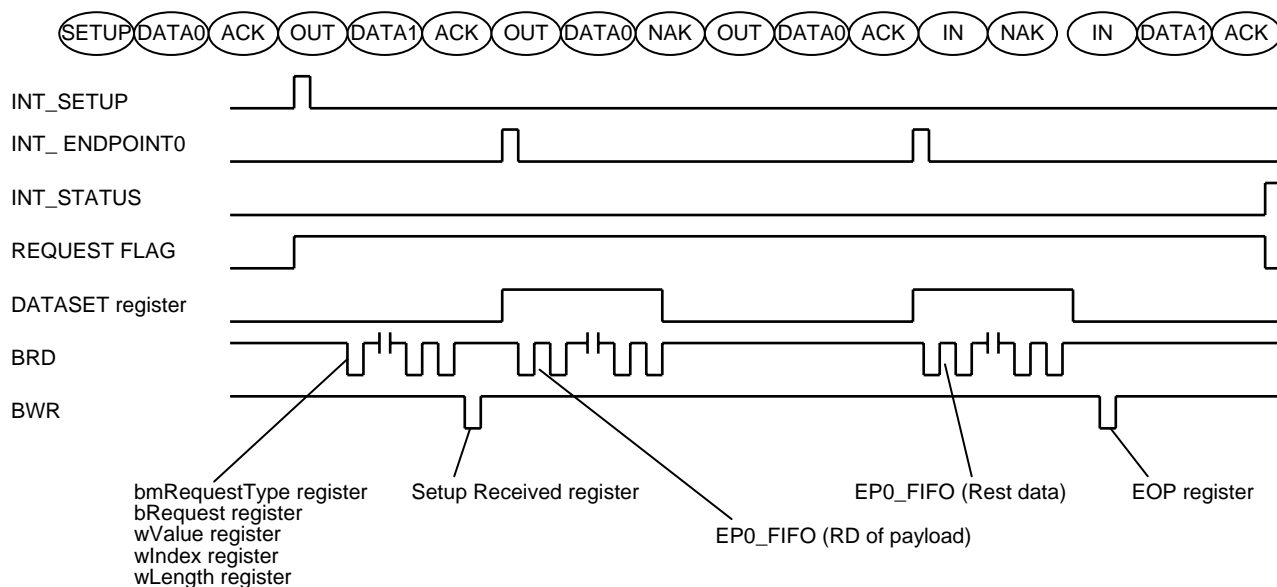 SETUP DATA0 ACK OUT DATA1 ACK OUT DATA0 NAK OUT DATA0 ACK IN NAK IN DATA1 ACK
INT_SETUP
INT_ ENDPOINT0
INT_STATUS
REQUEST FLAG
DATASET register
BRD
BWR
bmRequestType register
bRequest register
wValue register
wIndex register
wLength register
Setup Received register
EP0_FIFO (RD of payload)
EP0_FIFO (Rest data)
EOP register